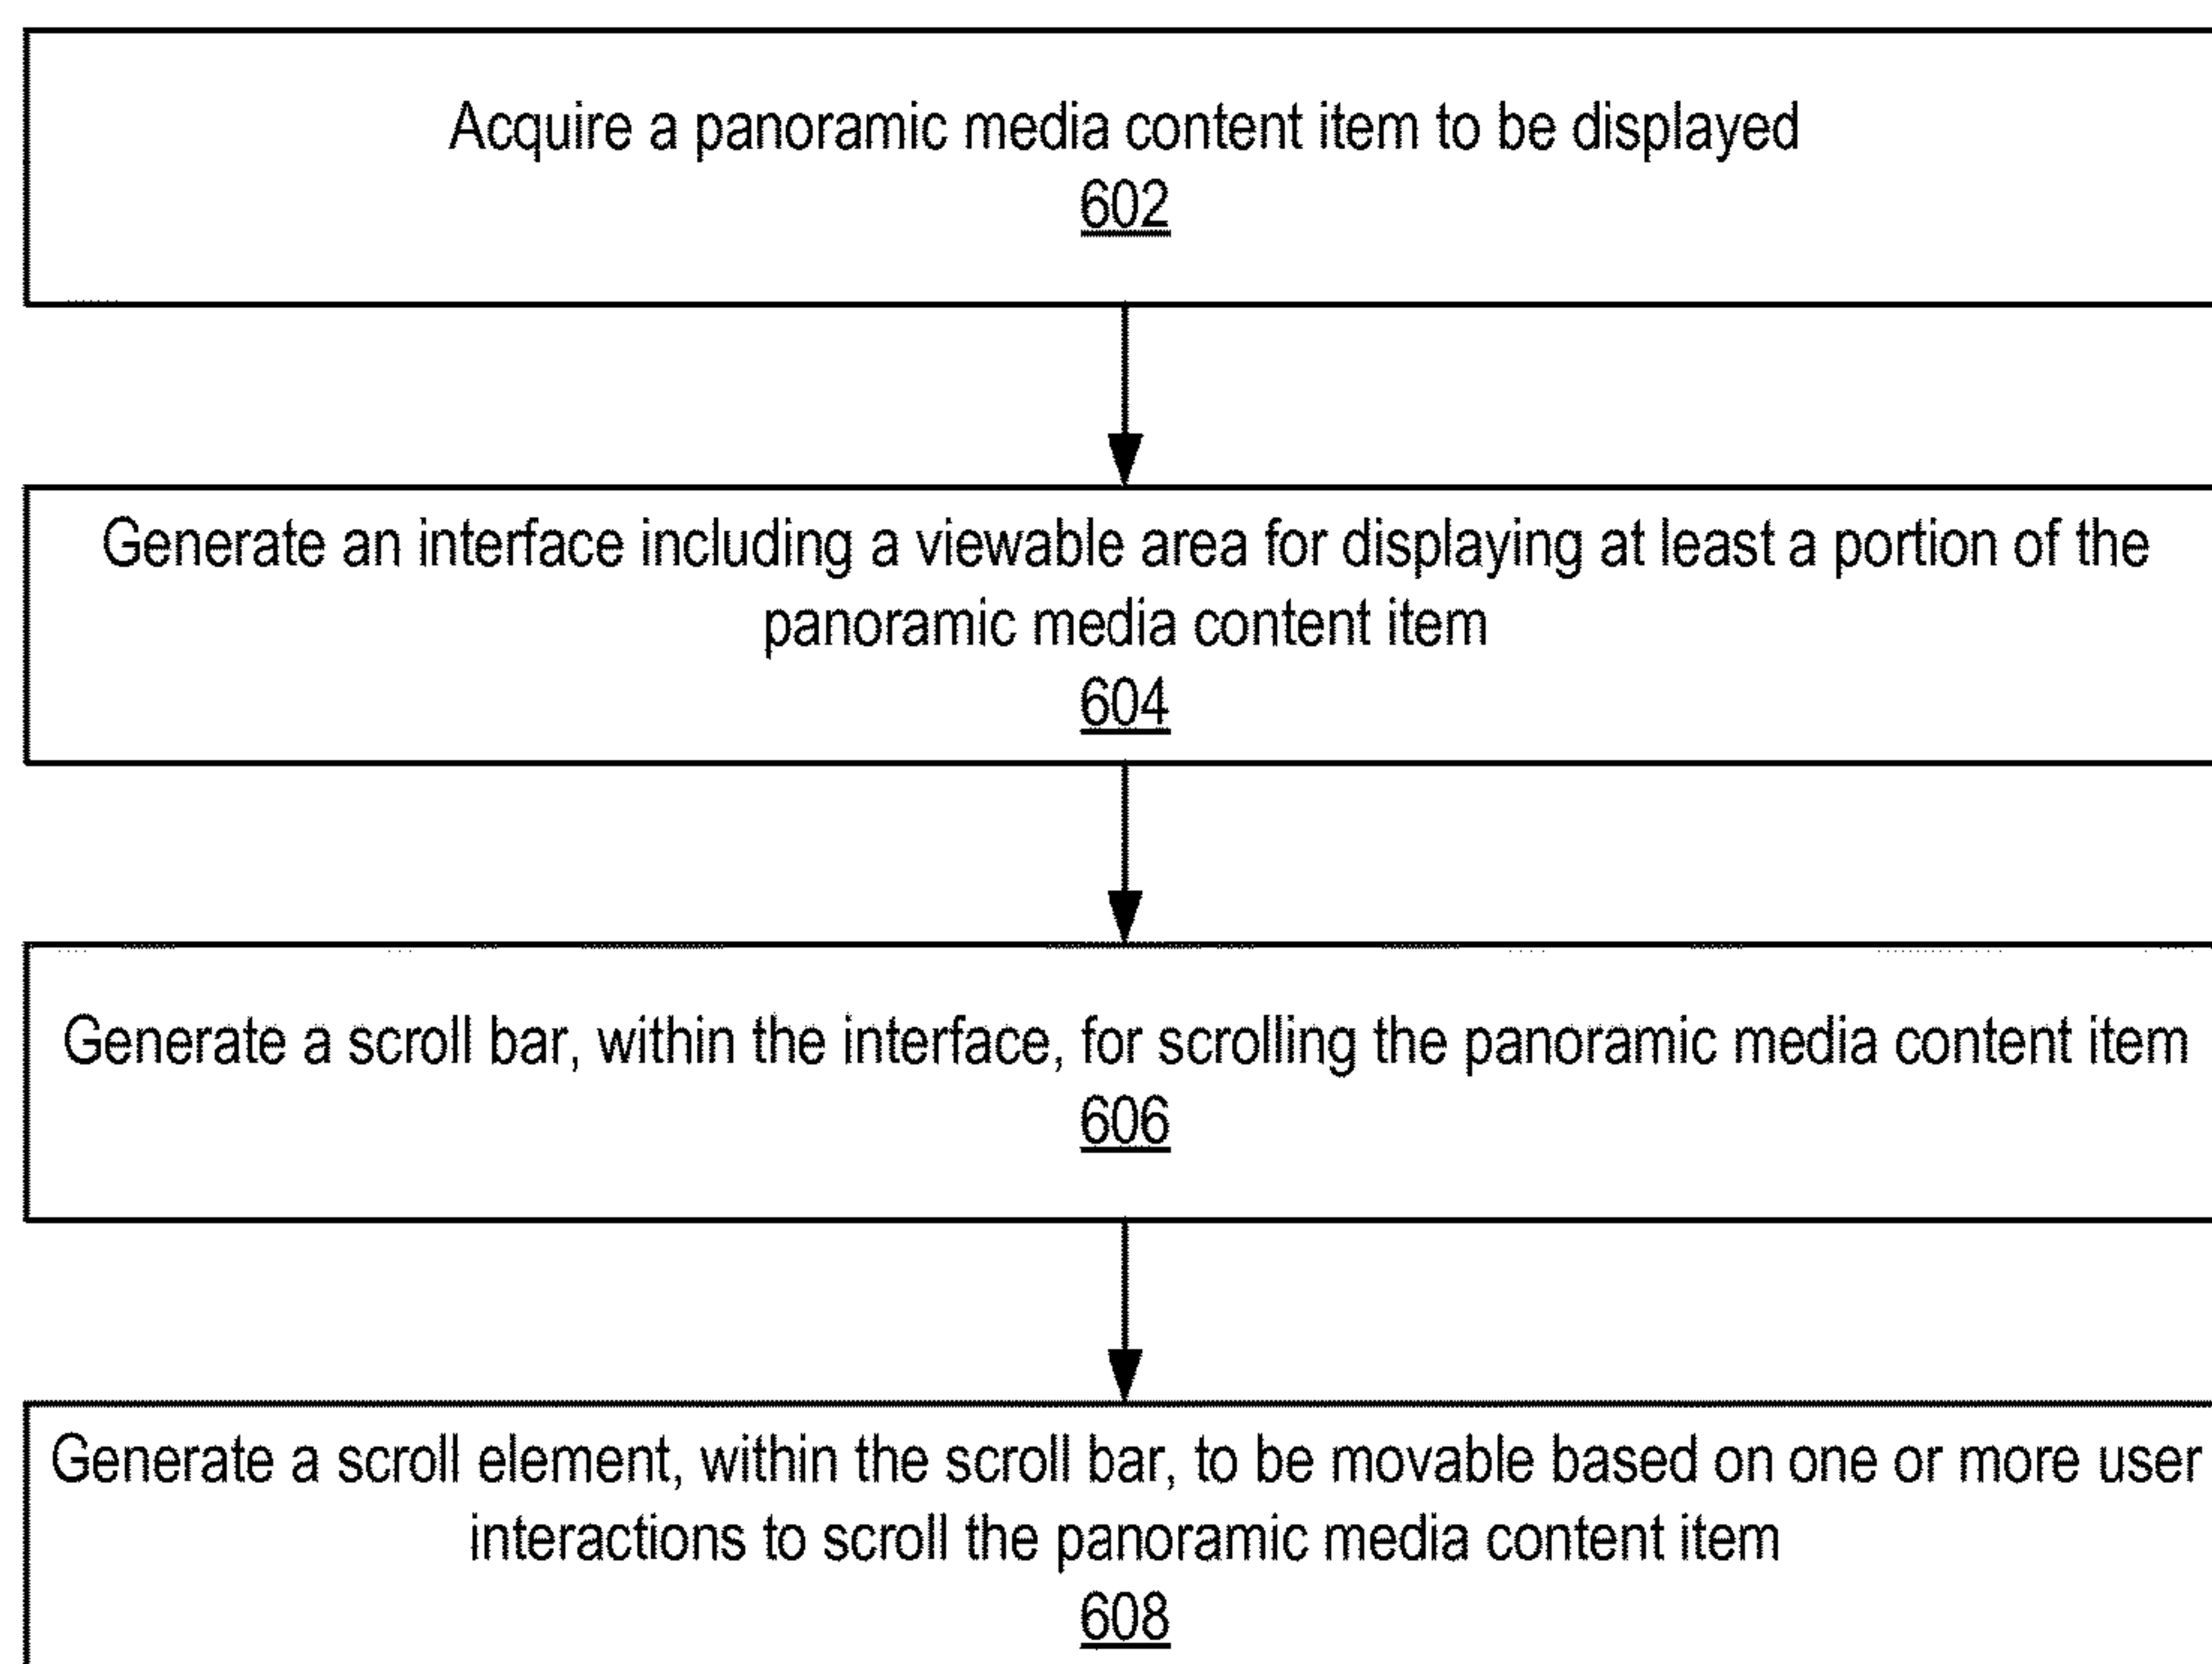 Acquire a panoramic media content item to be displayed
602
Generate an interface including a viewable area for displaying at least a portion of the
panoramic media content item
604
Generate a scroll bar, within the interface, for scrolling the panoramic media content item
606
Generate a scroll element, within the scroll bar, to be movable based on one or more user
interactions to scroll the panoramic media content item
608